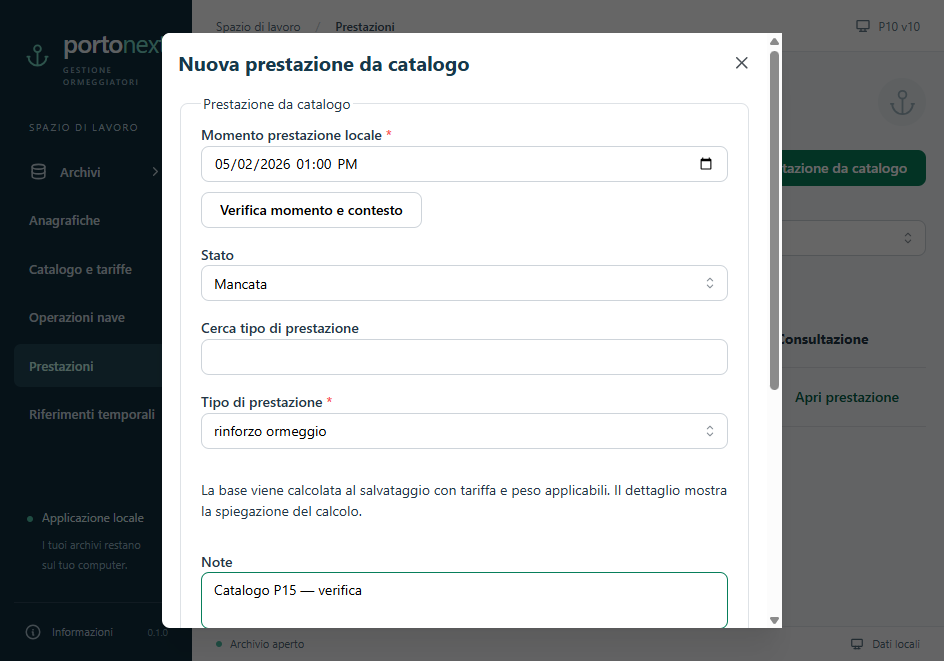 portonext
GESTIONE
ORMEGGIATORI
SPAZIO DI LAVORO
Archivi
Anagrafiche
Catalogo e tariffe
Operazioni nave
Prestazioni
Riferimenti temporali
Applicazione locale
I tuoi archivi restano
sul tuo computer.
Informazioni 0.1.0
Spazio di lavoro / Prestazioni
P10 v10
Nuova prestazione da catalogo
Prestazione da catalogo
Momento prestazione locale *
05/02/2026 01:00 PM
Verifica momento e contesto
Stato
Mancata
Cerca tipo di prestazione
Tipo di prestazione *
rinforzo ormeggio
La base viene calcolata al salvataggio con tariffa e peso applicabili. Il dettaglio mostra
la spiegazione del calcolo.
Note
Catalogo P15 — verifica
tazione da catalogo
Consultazione
Apri prestazione
Archivio aperto
Dati locali